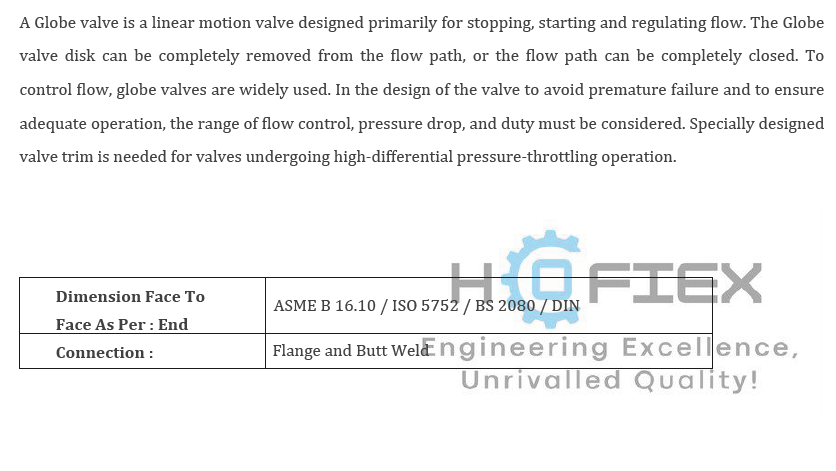 A Globe valve is a linear motion valve designed primarily for stopping, starting and regulating flow. The Globe
valve disk can be completely removed from the flow path, or the flow path can be completely closed. To
control flow, globe valves are widely used. In the design of the valve to avoid premature failure and to ensure
adequate operation, the range of flow control, pressure drop, and duty must be considered. Specially designed
valve trim is needed for valves undergoing high-differential pressure-throttling operation.
HOFIEX
Dimension Face To
Face As Per : End
ASME B 16.10 / ISO 5752 / BS 2080 / DIN
Connection :
Flange and Butt Weld
Engineering Excellence,
Unrivalled Quality!